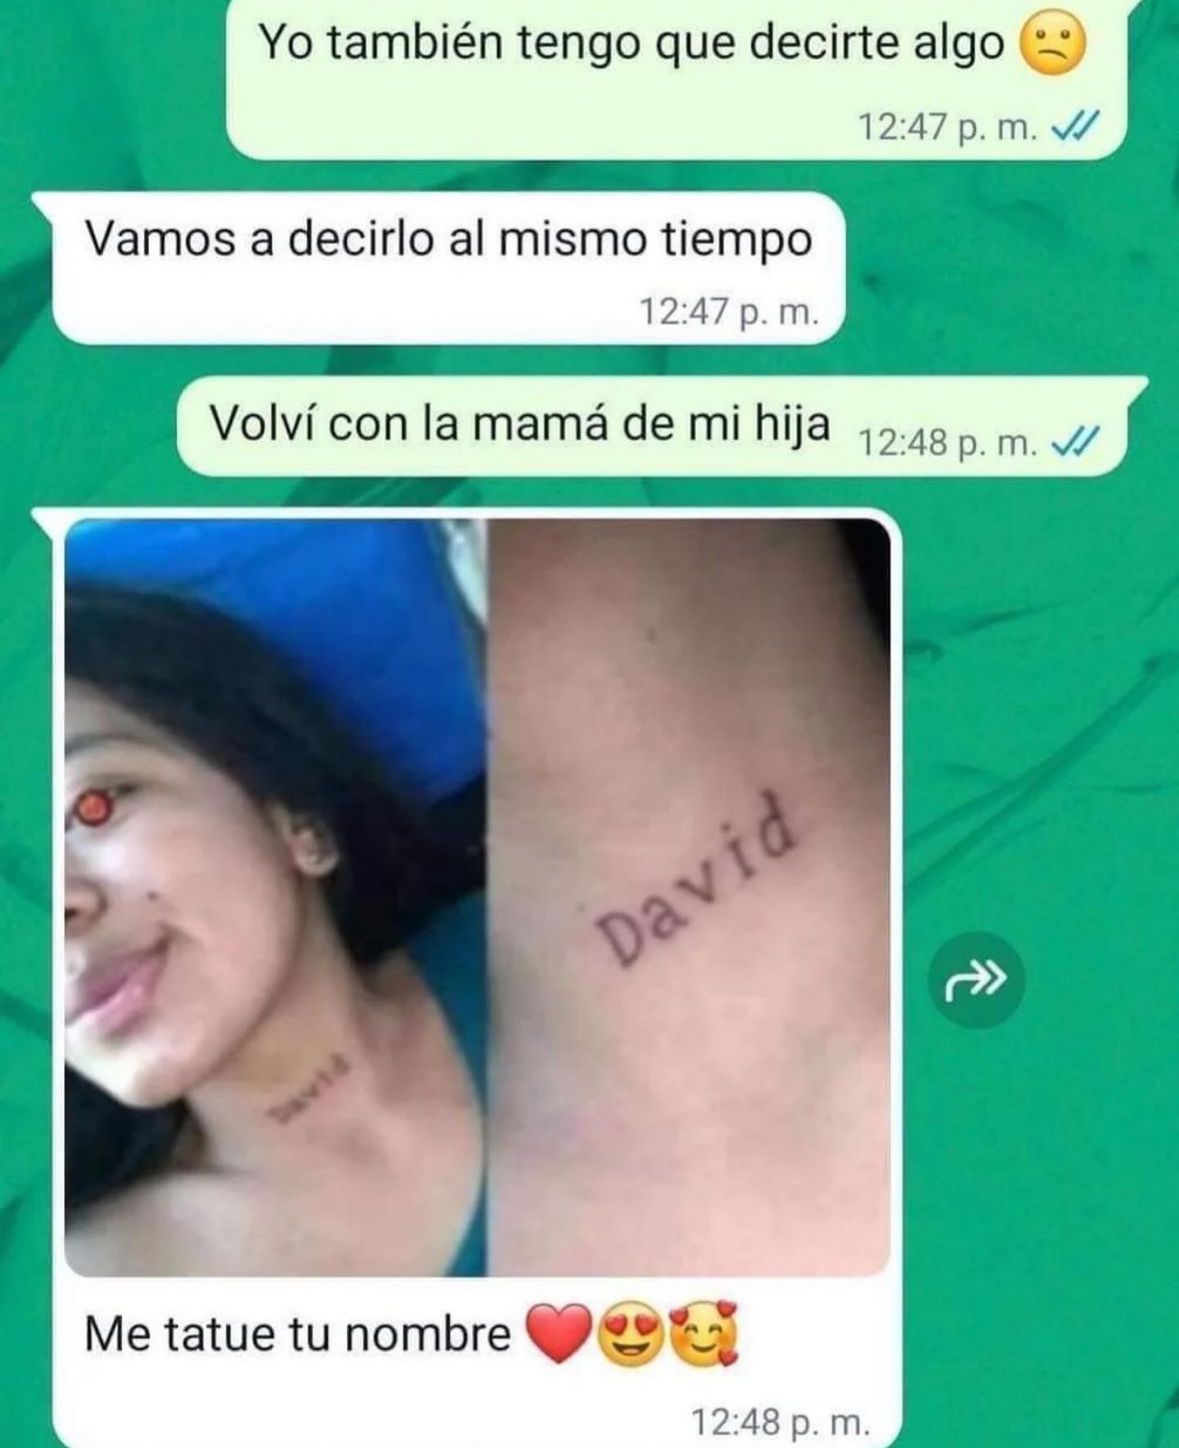 Yo también tengo que decirte algo 😕
12:47 p. m.
Vamos a decirlo al mismo tiempo
12:47 p. m.
Volví con la mamá de mi hija 12:48 p. m.
David
David
Me tatue tu nombre ❤️😍🥰
12:48 p. m.